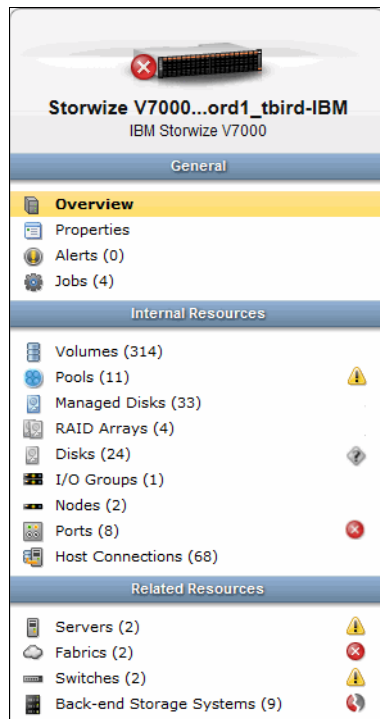 Storwize V7000...ord1_tbird-IBM
IBM Storwize V7000
General
Overview
Properties
Alerts (0)
Jobs (4)
Internal Resources
Volumes (314)
Pools (11)
Managed Disks (33)
RAID Arrays (4)
Disks (24)
I/O Groups (1)
Nodes (2)
Ports (8)
Host Connections (68)
Related Resources
Servers (2)
Fabrics (2)
Switches (2)
Back-end Storage Systems (9)